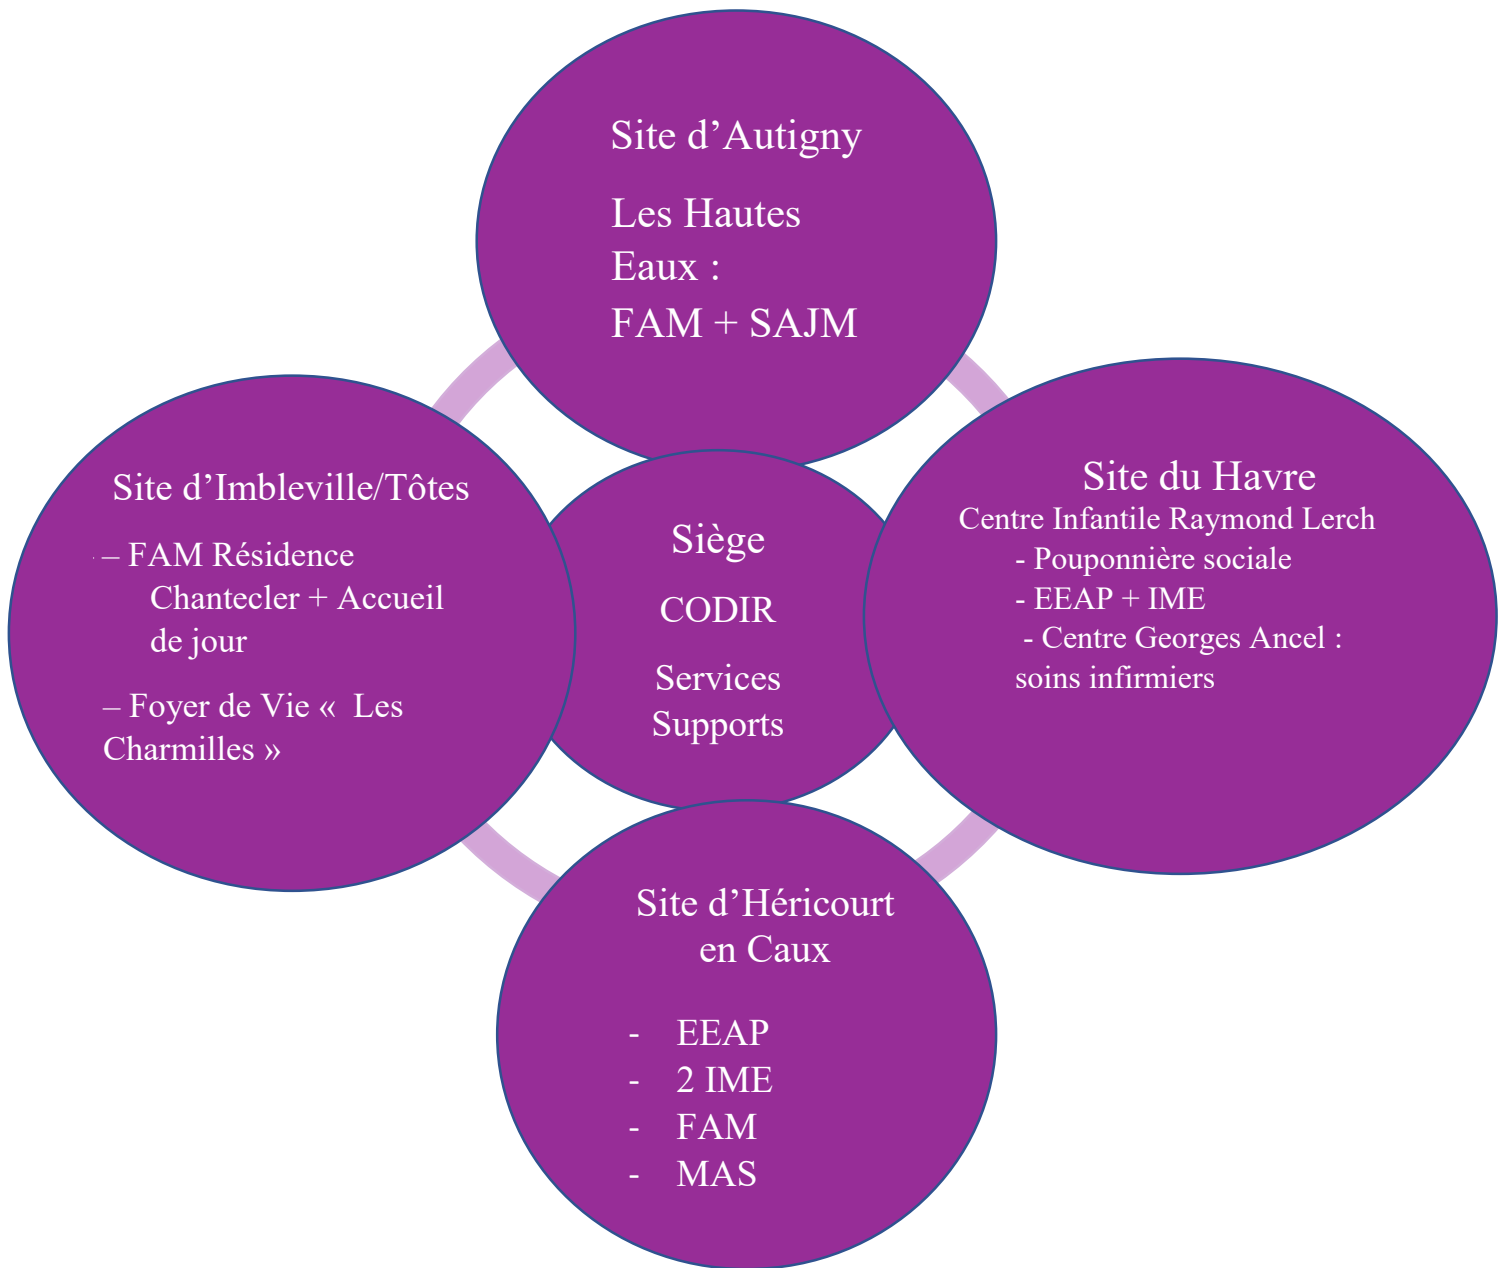 Site d’Autigny
Les Hautes
Eaux :
FAM + SAJM
Site d’Imbleville/Tôtes
– FAM Résidence
Chantecler + Accueil
de jour
– Foyer de Vie «  Les
Charmilles »
Siège
CODIR
Services
Supports
Site du Havre
Centre Infantile Raymond Lerch
- Pouponnière sociale
- EEAP + IME
- Centre Georges Ancel :
soins infirmiers
Site d’Héricourt
en Caux
- EEAP
- 2 IME
- FAM
- MAS